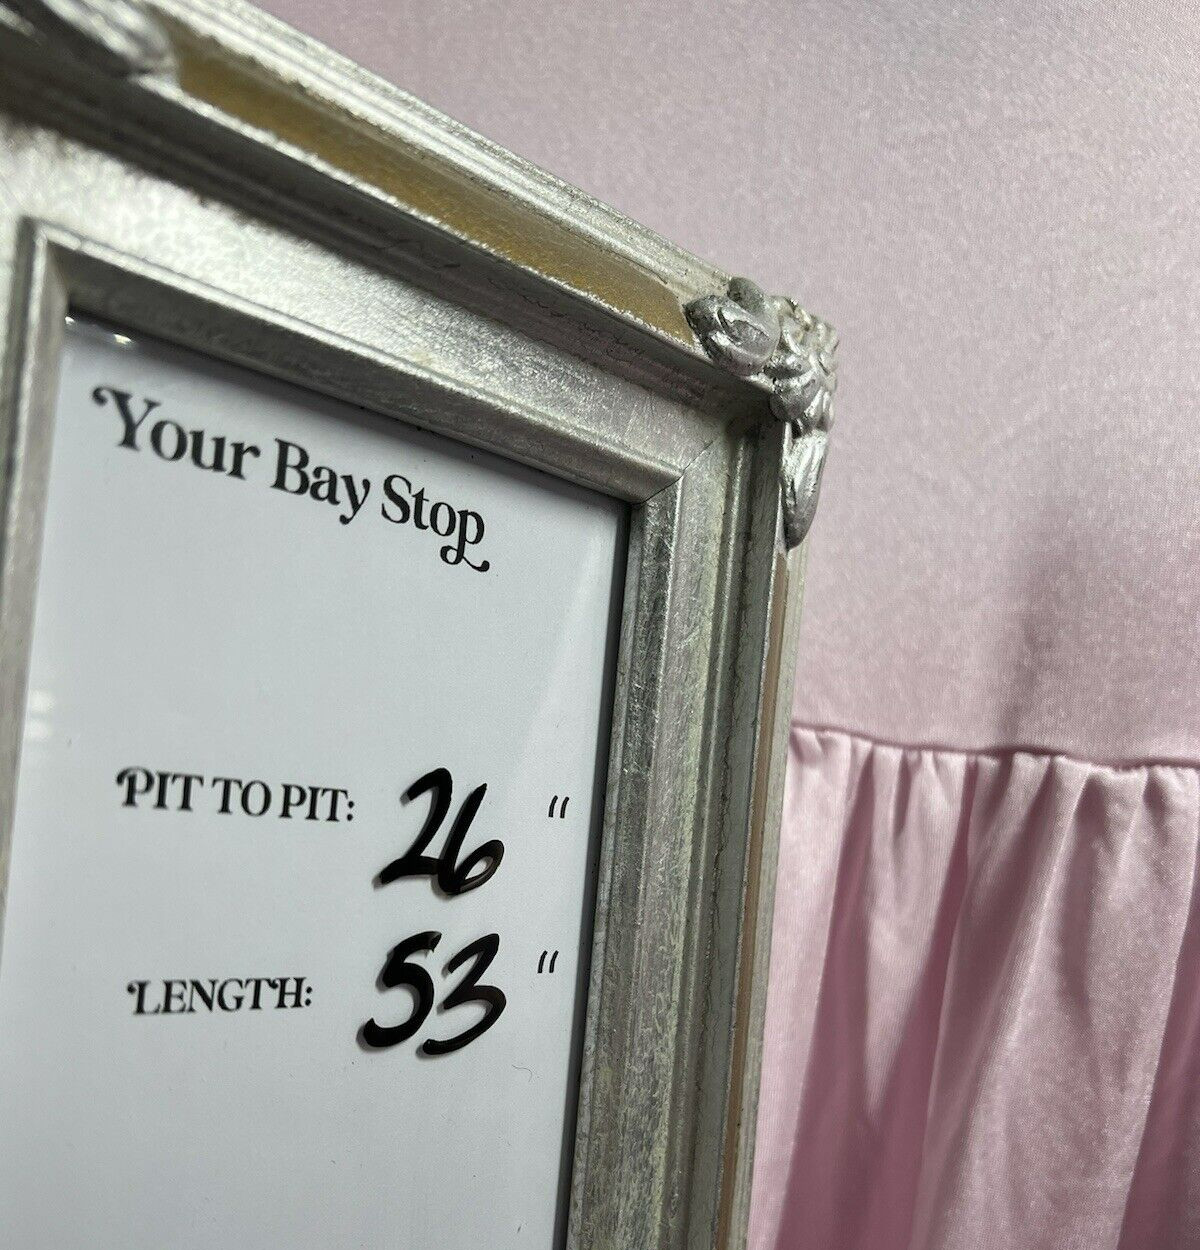 Your Bay Stop
PIT TO PIT: 26 "
LENGTH: 53 "